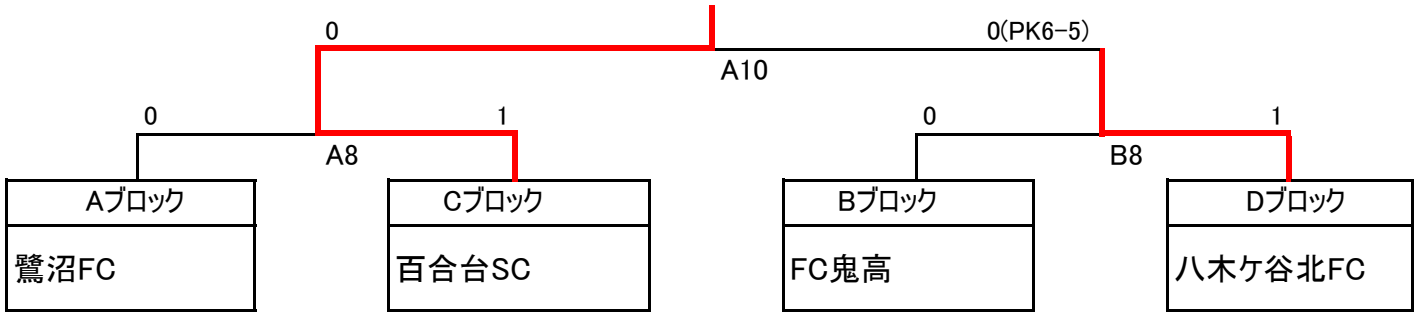 0 0(PK6-5)
A10
0 1 0 1
A8 B8
Aブロック Cブロック Bブロック Dブロック
鷺沼FC 百合台SC FC鬼高 八木ケ谷北FC